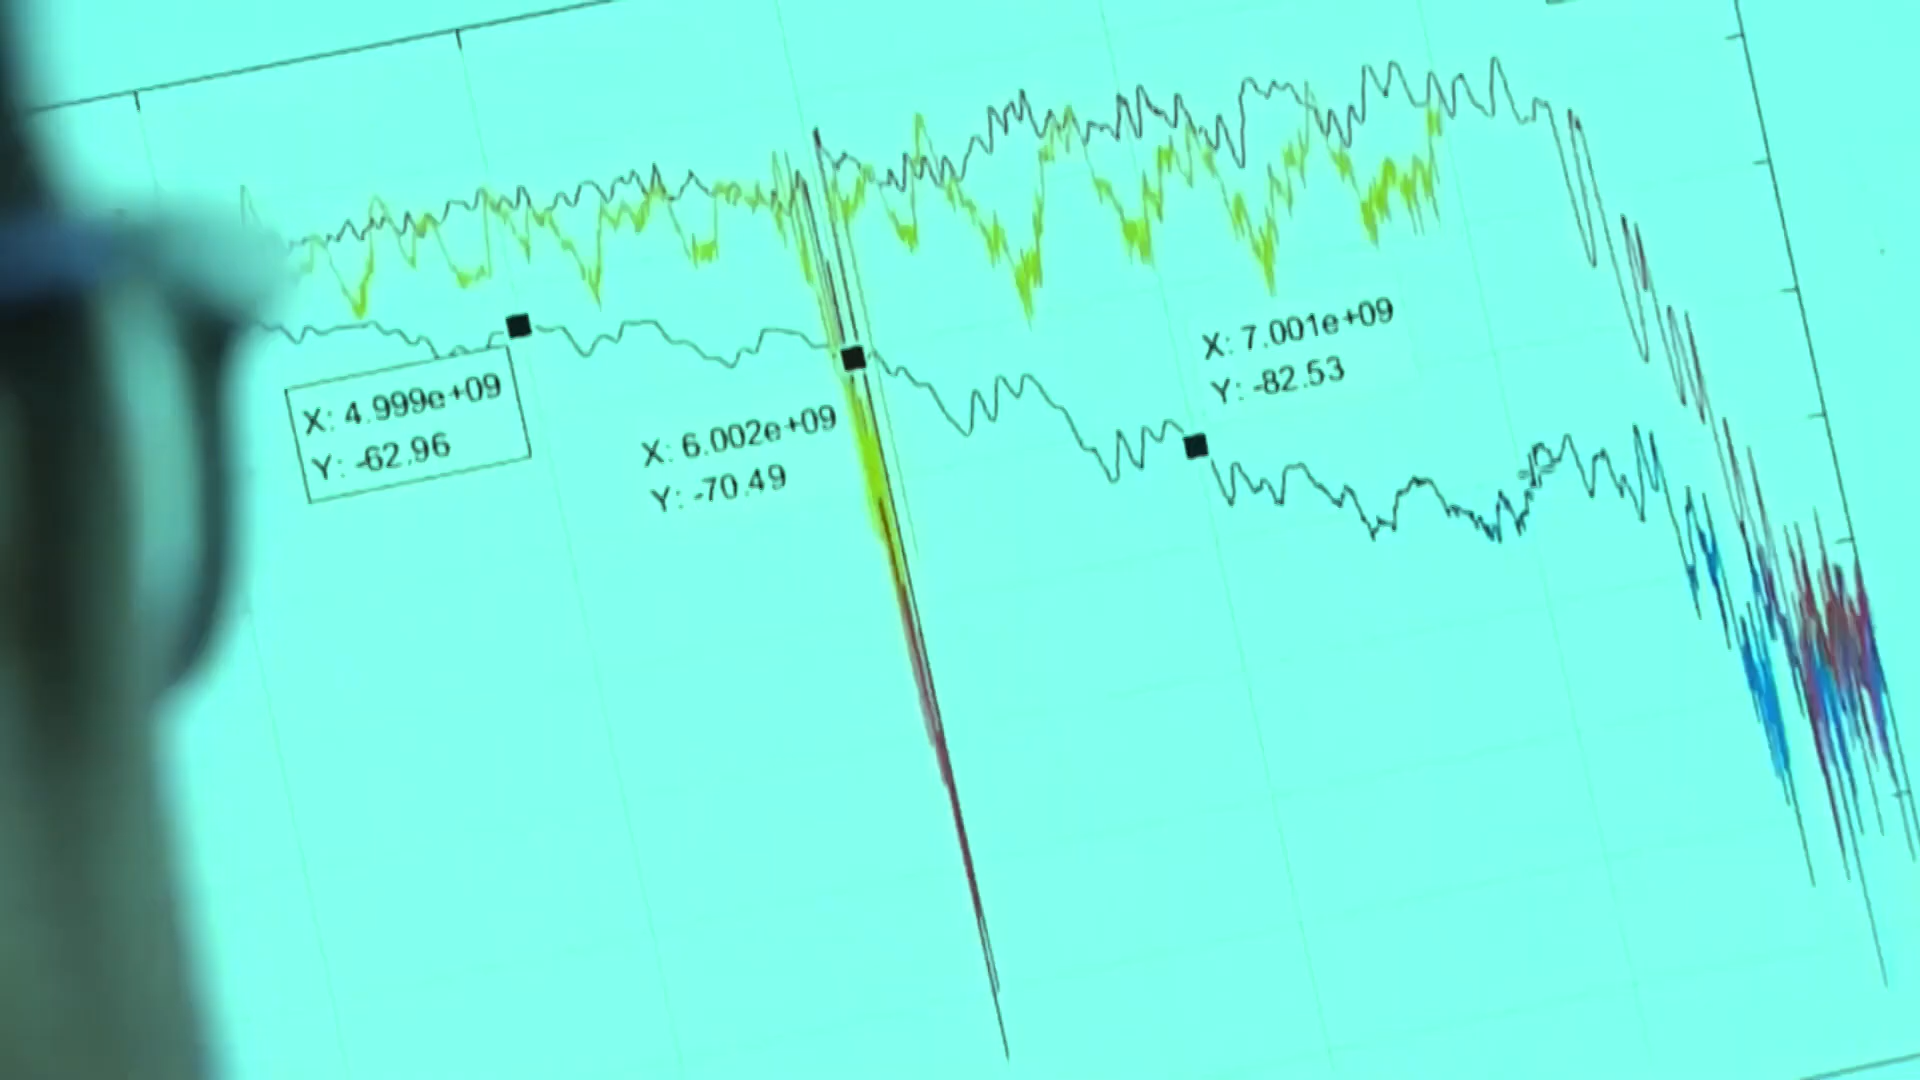 X: 4.999e+09
Y: -62.96
X: 6.002e+09
Y: -70.49
X: 7.001e+09
Y: -82.53